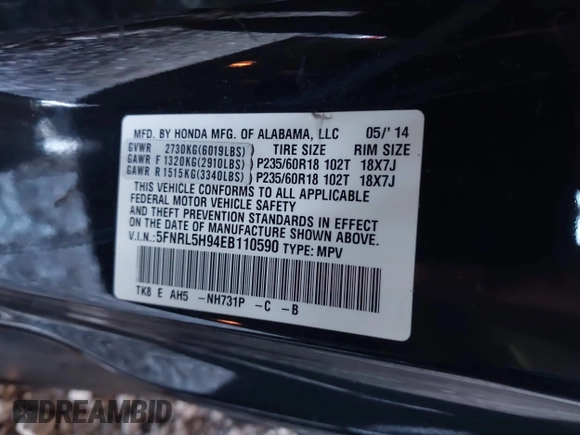 MFD. BY HONDA MFG. OF ALABAMA, LLC 05/'14
GVWR 2730KG(6019LBS) TIRE SIZE RIM SIZE
GAWR F 1320KG(2910LBS) P235/60R18 102T 18X7J
GAWR R 1515KG(3340LBS) P235/60R18 102T 18X7J
THIS VEHICLE CONFORMS TO ALL APPLICABLE
FEDERAL MOTOR VEHICLE SAFETY
AND THEFT PREVENTION STANDARDS IN EFFECT
ON THE DATE OF MANUFACTURE SHOWN ABOVE.
V.I.N.:5FNRL5H94EB110590 TYPE: MPV
TK8 E AH5 -NH731P -C -B
DREAMBID